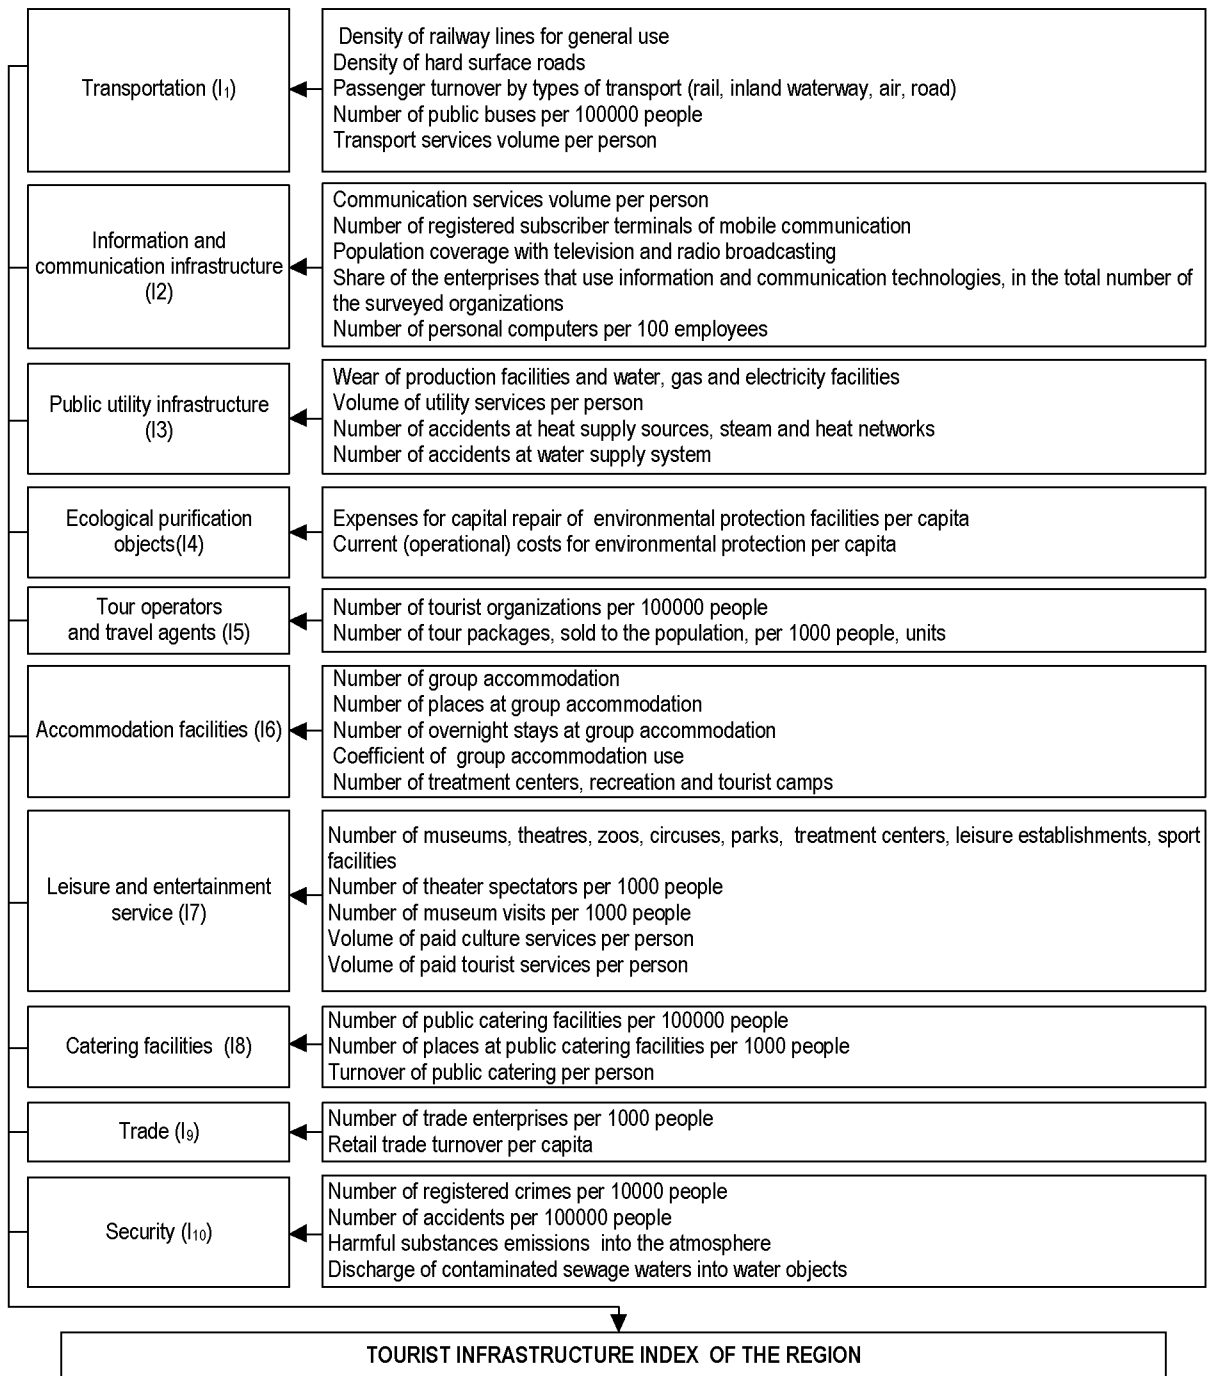 Transportation (I₁)
Density of railway lines for general use
Density of hard surface roads
Passenger turnover by types of transport (rail, inland waterway, air, road)
Number of public buses per 100000 people
Transport services volume per person
Information and
communication infrastructure
(I2)
Communication services volume per person
Number of registered subscriber terminals of mobile communication
Population coverage with television and radio broadcasting
Share of the enterprises that use information and communication technologies, in the total number of
the surveyed organizations
Number of personal computers per 100 employees
Public utility infrastructure
(I3)
Wear of production facilities and water, gas and electricity facilities
Volume of utility services per person
Number of accidents at heat supply sources, steam and heat networks
Number of accidents at water supply system
Ecological purification
objects(I4)
Expenses for capital repair of environmental protection facilities per capita
Current (operational) costs for environmental protection per capita
Tour operators
and travel agents (I5)
Number of tourist organizations per 100000 people
Number of tour packages, sold to the population, per 1000 people, units
Accommodation facilities (I6)
Number of group accommodation
Number of places at group accommodation
Number of overnight stays at group accommodation
Coefficient of group accommodation use
Number of treatment centers, recreation and tourist camps
Leisure and entertainment
service (I7)
Number of museums, theatres, zoos, circuses, parks, treatment centers, leisure establishments, sport
facilities
Number of theater spectators per 1000 people
Number of museum visits per 1000 people
Volume of paid culture services per person
Volume of paid tourist services per person
Catering facilities (I8)
Number of public catering facilities per 100000 people
Number of places at public catering facilities per 1000 people
Turnover of public catering per person
Trade (I₉)
Number of trade enterprises per 1000 people
Retail trade turnover per capita
Security (I₁₀)
Number of registered crimes per 10000 people
Number of accidents per 100000 people
Harmful substances emissions into the atmosphere
Discharge of contaminated sewage waters into water objects
TOURIST INFRASTRUCTURE INDEX OF THE REGION